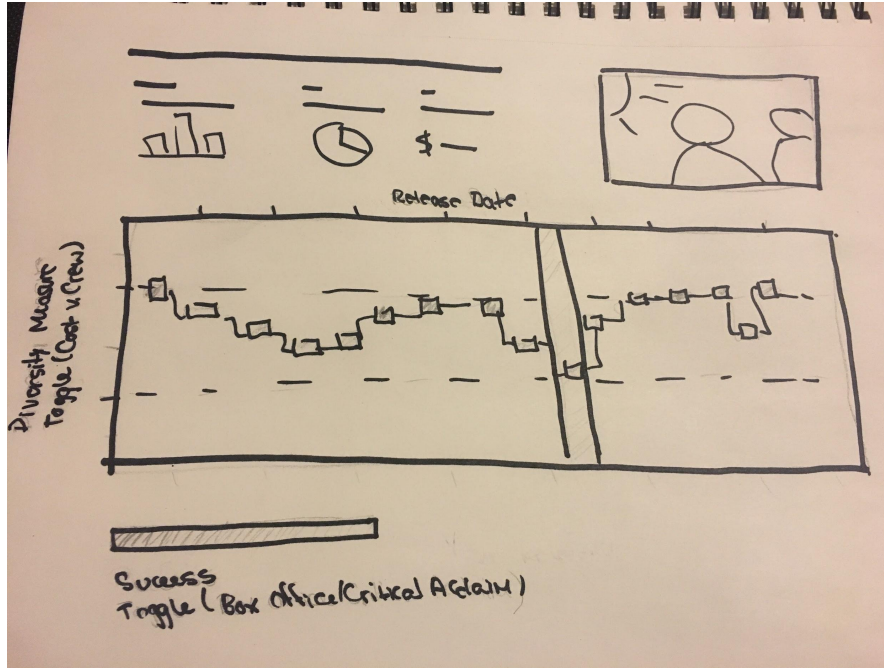 $
Release Date
Diversity Measure
Toggle (Cast v. Crew)
Success
Toggle ( Box Office/Critical Acclaim)